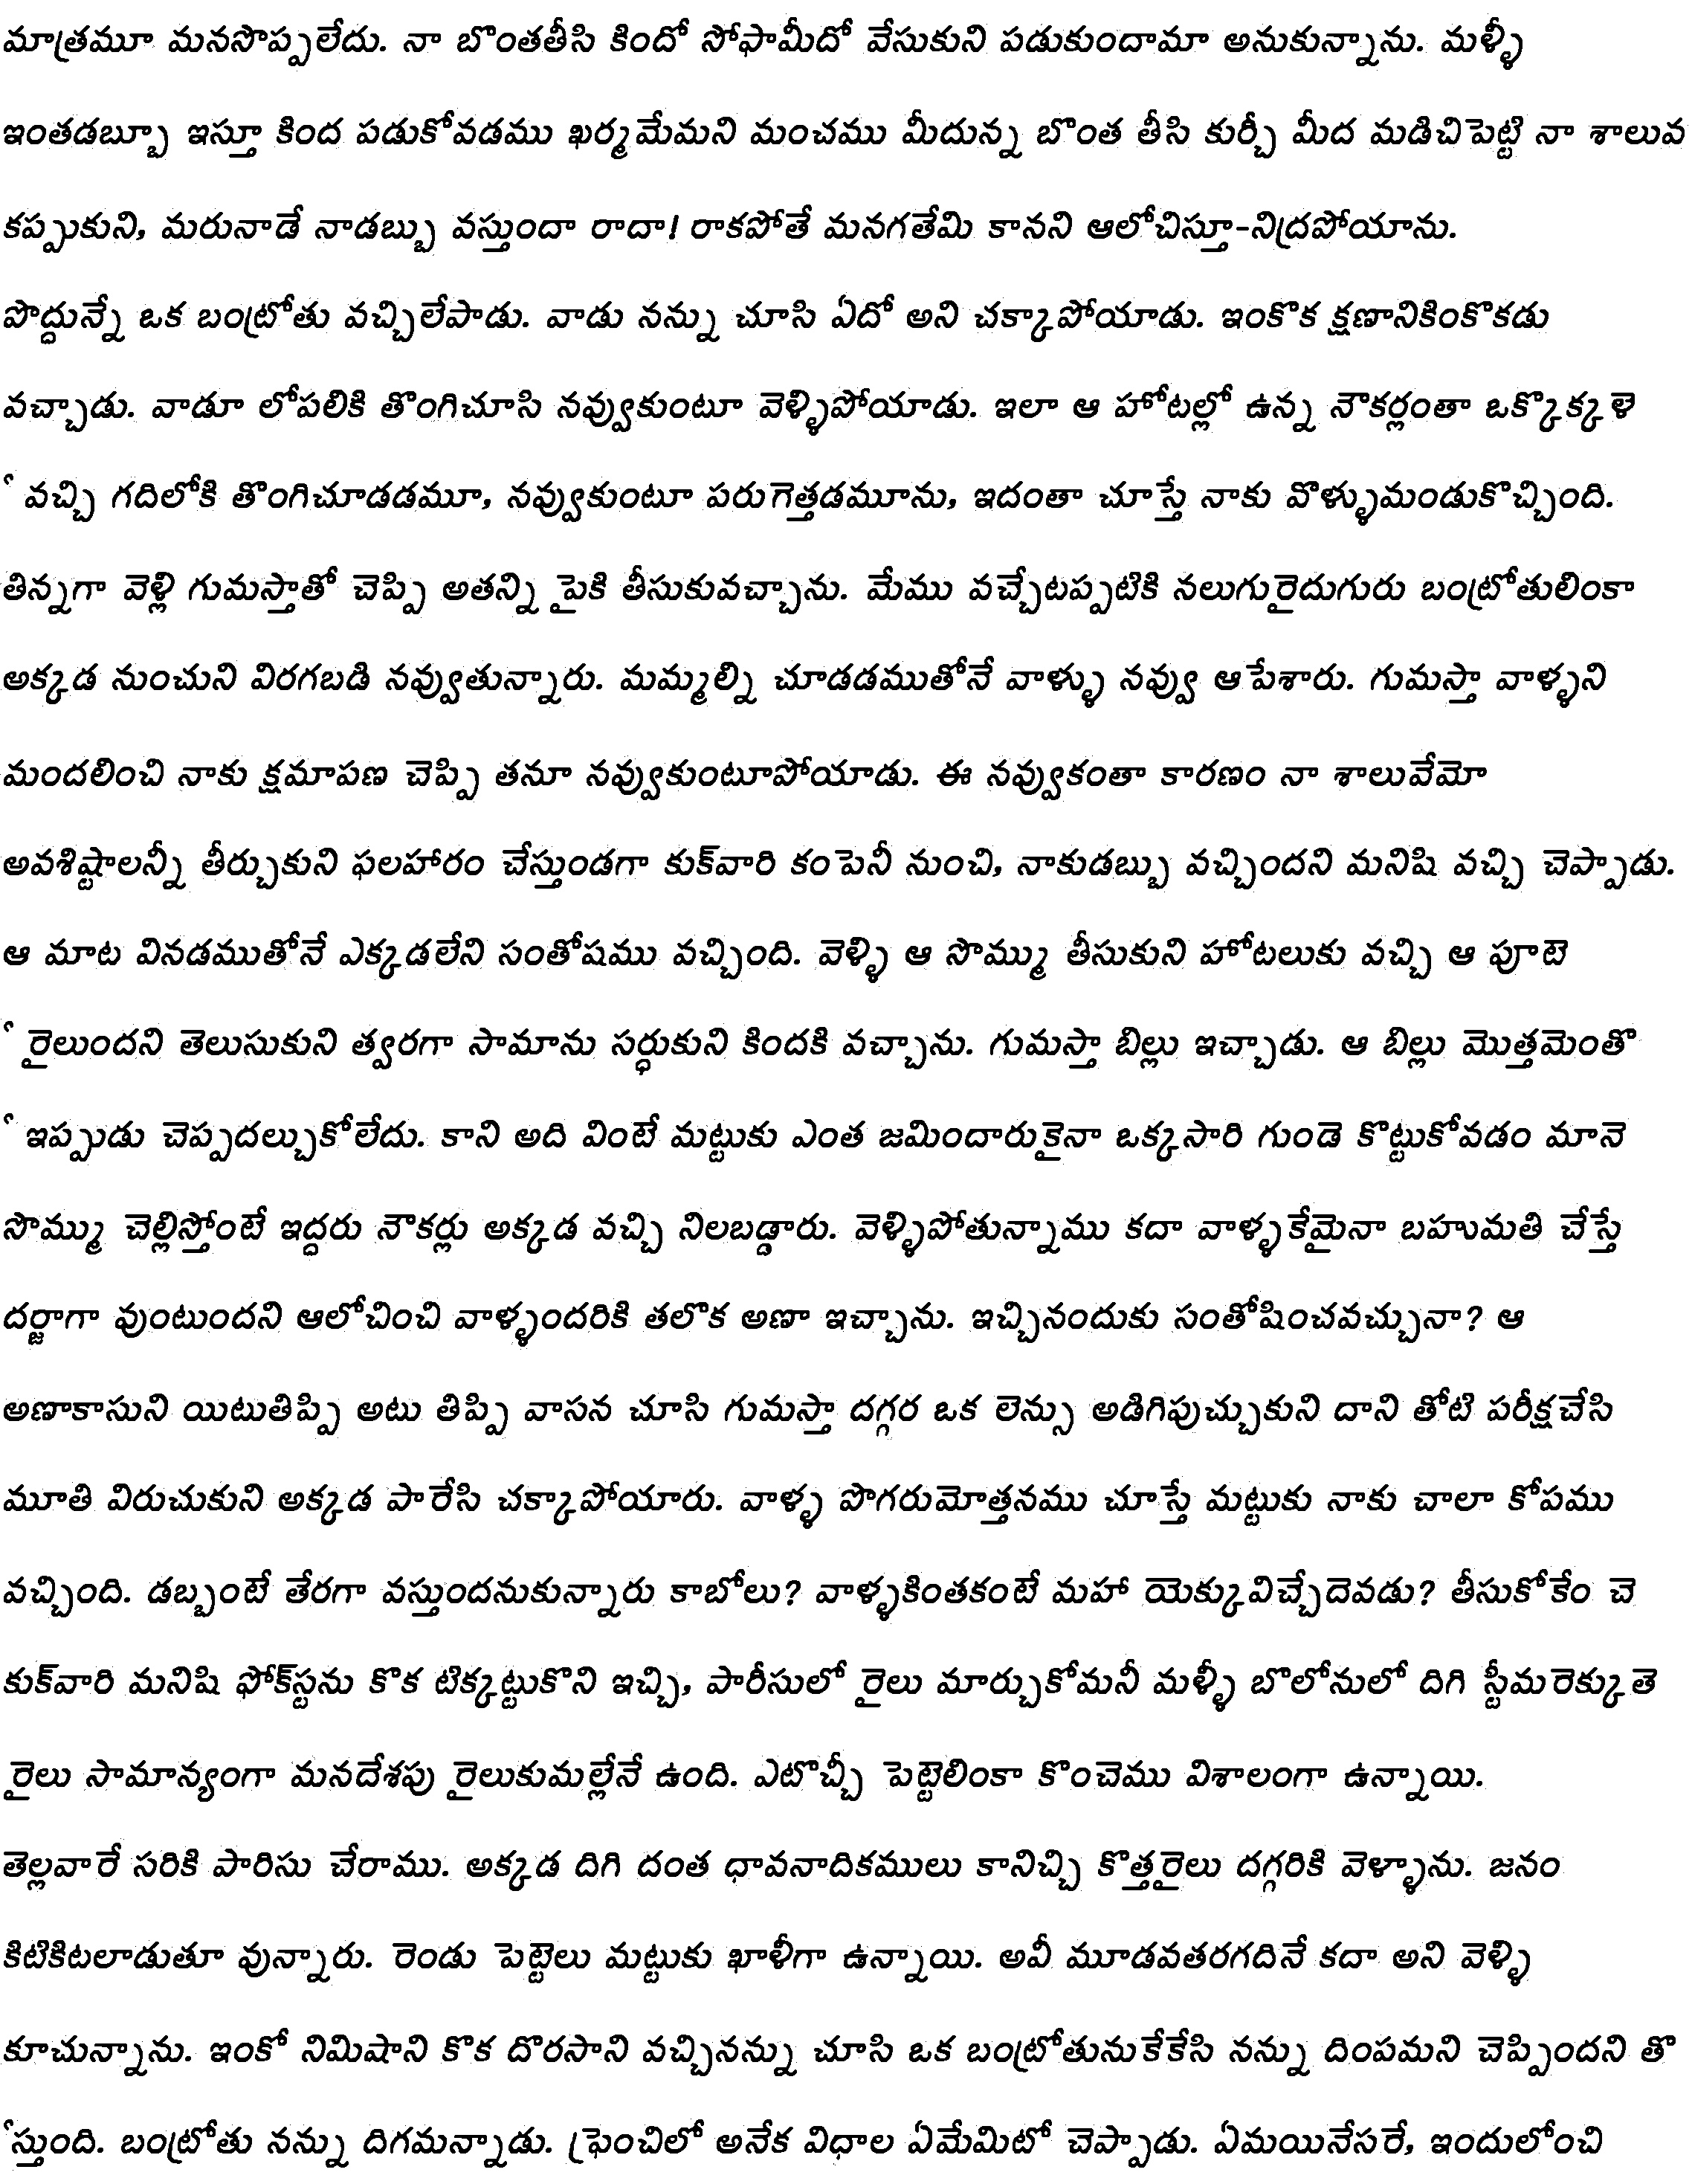 మాత్రమూ మనసొప్పలేదు. నా బొంతతీసి కిందో సోఫామీదో వేసుకుని పడుకుందామా అనుకున్నాను. మళ్ళీ
ఇంతడబ్బూ ఇస్తూ కింద పడుకోవడము ఖర్మమేమని మంచము మీదున్న బొంత తీసి కుర్చీ మీద మడిచిపెట్టి నా శాలువ
కప్పుకుని, మరునాడే నాడబ్బు వస్తుందా రాదా! రాకపోతే మనగతేమి కానని ఆలోచిస్తూ-నిద్రపోయాను.
పొద్దున్నే ఒక బంట్రోతు వచ్చిలేపాడు. వాడు నన్ను చూసి ఏదో అని చక్కాపోయాడు. ఇంకొక క్షణానికింకొకడు
వచ్చాడు. వాడూ లోపలికి తొంగిచూసి నవ్వుకుంటూ వెళ్ళిపోయాడు. ఇలా ఆ హోటల్లో ఉన్న నౌకర్లంతా ఒక్కొక్కళె
ే వచ్చి గదిలోకి తొంగిచూడడమూ, నవ్వుకుంటూ పరుగెత్తడమూను, ఇదంతా చూస్తే నాకు వొళ్ళుమండుకొచ్చింది.
తిన్నగా వెళ్లి గుమస్తాతో చెప్పి అతన్ని పైకి తీసుకువచ్చాను. మేము వచ్చేటప్పటికి నలుగురైదుగురు బంట్రోతులింకా
అక్కడ నుంచుని విరగబడి నవ్వుతున్నారు. మమ్మల్ని చూడడముతోనే వాళ్ళు నవ్వు ఆపేశారు. గుమస్తా వాళ్ళని
మందలించి నాకు క్షమాపణ చెప్పి తనూ నవ్వుకుంటూపోయాడు. ఈ నవ్వుకంతా కారణం నా శాలువేమో
అవశిష్టాలన్నీ తీర్చుకుని ఫలహారం చేస్తుండగా కుక్‌వారి కంపెనీ నుంచి, నాకుడబ్బు వచ్చిందని మనిషి వచ్చి చెప్పాడు.
ఆ మాట వినడముతోనే ఎక్కడలేని సంతోషము వచ్చింది. వెళ్ళి ఆ సొమ్ము తీసుకుని హోటలుకు వచ్చి ఆ పూటె
ే రైలుందని తెలుసుకుని త్వరగా సామాను సర్ధుకుని కిందకి వచ్చాను. గుమస్తా బిల్లు ఇచ్చాడు. ఆ బిల్లు మొత్తమెంతొ
ే ఇప్పుడు చెప్పదల్చుకోలేదు. కాని అది వింటే మట్టుకు ఎంత జమిందారుకైనా ఒక్కసారి గుండె కొట్టుకోవడం మానె
సొమ్ము చెల్లిస్తోంటే ఇద్దరు నౌకర్లు అక్కడ వచ్చి నిలబడ్డారు. వెళ్ళిపోతున్నాము కదా వాళ్ళకేమైనా బహుమతి చేస్తే
దర్జాగా వుంటుందని ఆలోచించి వాళ్ళందరికి తలొక అణా ఇచ్చాను. ఇచ్చినందుకు సంతోషించవచ్చునా? ఆ
అణాకాసుని యిటుతిప్పి అటు తిప్పి వాసన చూసి గుమస్తా దగ్గర ఒక లెన్సు అడిగిపుచ్చుకుని దాని తోటి పరీక్షచేసి
మూతి విరుచుకుని అక్కడ పారేసి చక్కాపోయారు. వాళ్ళ పొగరుమోత్తనము చూస్తే మట్టుకు నాకు చాలా కోపము
వచ్చింది. డబ్బంటే తేరగా వస్తుందనుకున్నారు కాబోలు? వాళ్ళకింతకంటే మహా యెక్కువిచ్చేదెవడు? తీసుకోకేం చె
కుక్‌వారి మనిషి ఫోక్‌స్టను కొక టిక్కట్టుకొని ఇచ్చి, పారీసులో రైలు మార్చుకోమనీ మళ్ళీ బొలోనులో దిగి స్టీమరెక్కుతె
రైలు సామాన్యంగా మనదేశపు రైలుకుమల్లేనే ఉంది. ఎటొచ్చీ పెట్టెలింకా కొంచెము విశాలంగా ఉన్నాయి.
తెల్లవారే సరికి పారిసు చేరాము. అక్కడ దిగి దంత ధావనాదికములు కానిచ్చి కొత్తరైలు దగ్గరికి వెళ్ళాను. జనం
కిటికిటలాడుతూ వున్నారు. రెండు పెట్టెలు మట్టుకు ఖాళీగా ఉన్నాయి. అవీ మూడవతరగదినే కదా అని వెళ్ళి
కూచున్నాను. ఇంకో నిమిషాని కొక దొరసాని వచ్చినన్ను చూసి ఒక బంట్రోతునుకేకేసి నన్ను దింపమని చెప్పిందని తొ
ేస్తుంది. బంట్రోతు నన్ను దిగమన్నాడు. ఫ్రెంచిలో అనేక విధాల ఏమేమిటో చెప్పాడు. ఏమయినేసరే, ఇందులోంచి